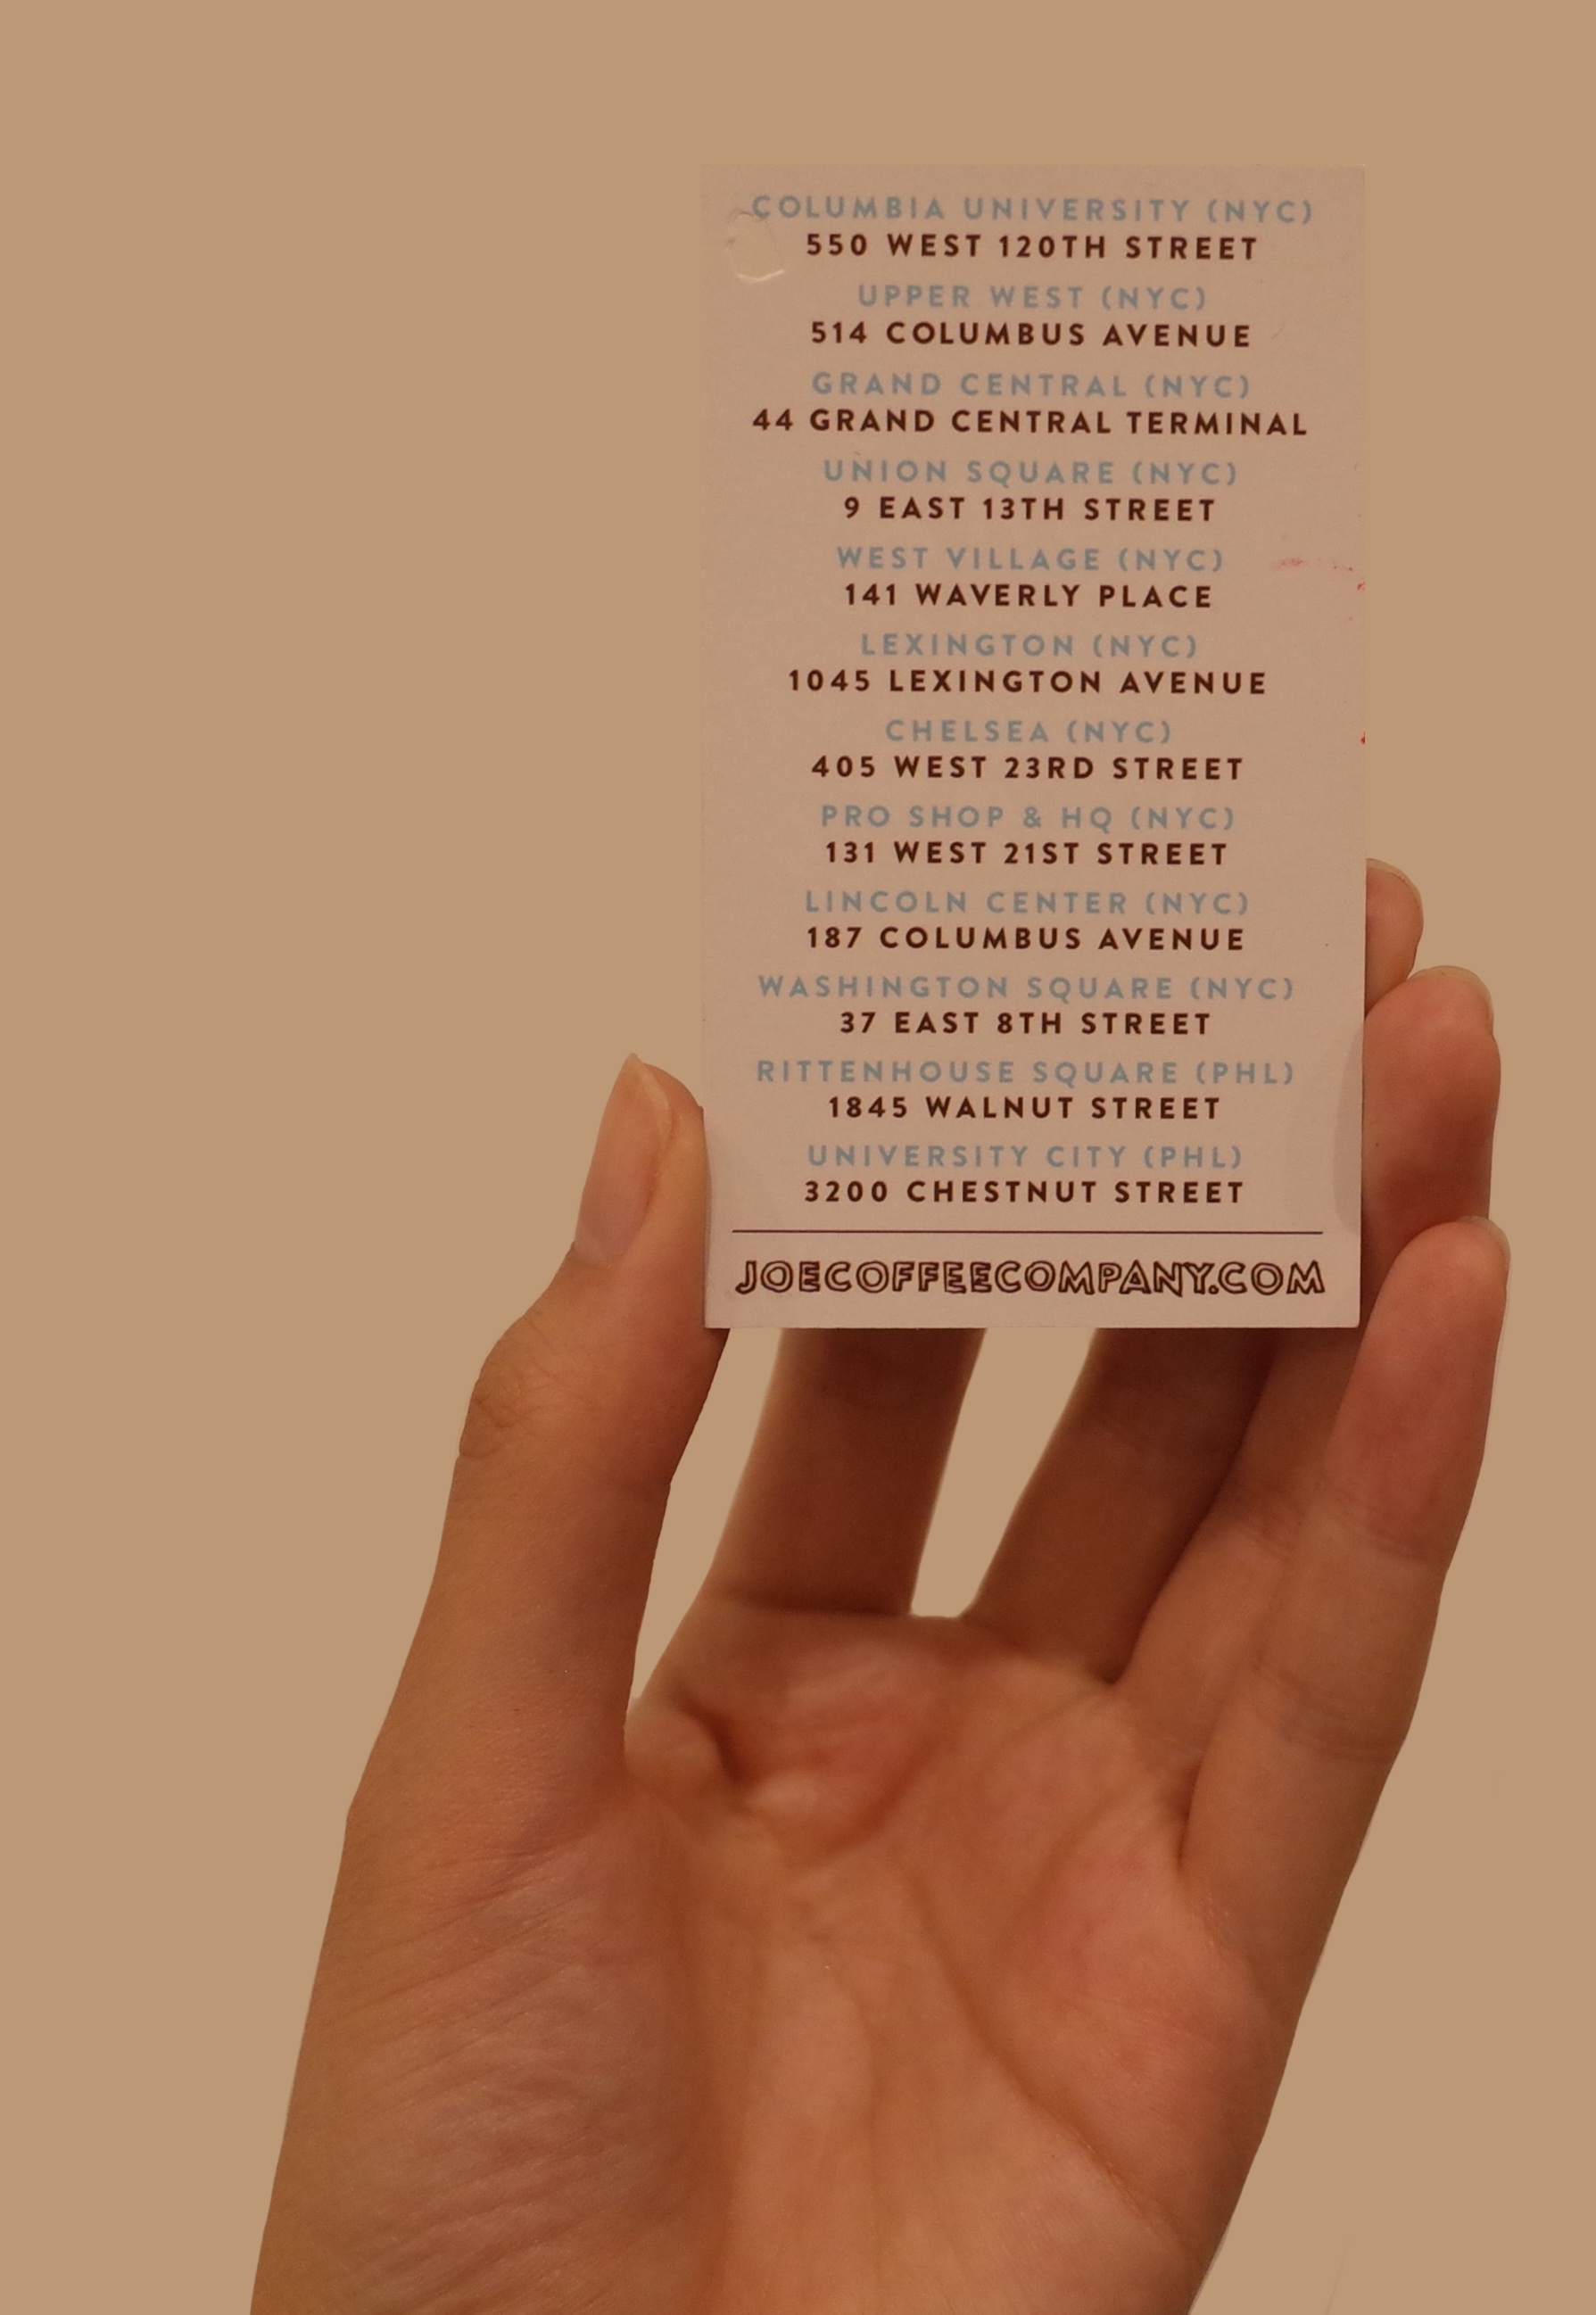 COLUMBIA UNIVERSITY (NYC)
550 WEST 120TH STREET
UPPER WEST (NYC)
514 COLUMBUS AVENUE
GRAND CENTRAL (NYC)
44 GRAND CENTRAL TERMINAL
UNION SQUARE (NYC)
9 EAST 13TH STREET
WEST VILLAGE (NYC)
141 WAVERLY PLACE
LEXINGTON (NYC)
1045 LEXINGTON AVENUE
CHELSEA (NYC)
405 WEST 23RD STREET
PRO SHOP & HQ (NYC)
131 WEST 21ST STREET
LINCOLN CENTER (NYC)
187 COLUMBUS AVENUE
WASHINGTON SQUARE (NYC)
37 EAST 8TH STREET
RITTENHOUSE SQUARE (PHL)
1845 WALNUT STREET
UNIVERSITY CITY (PHL)
3200 CHESTNUT STREET
JOECOFFEECOMPANY.COM